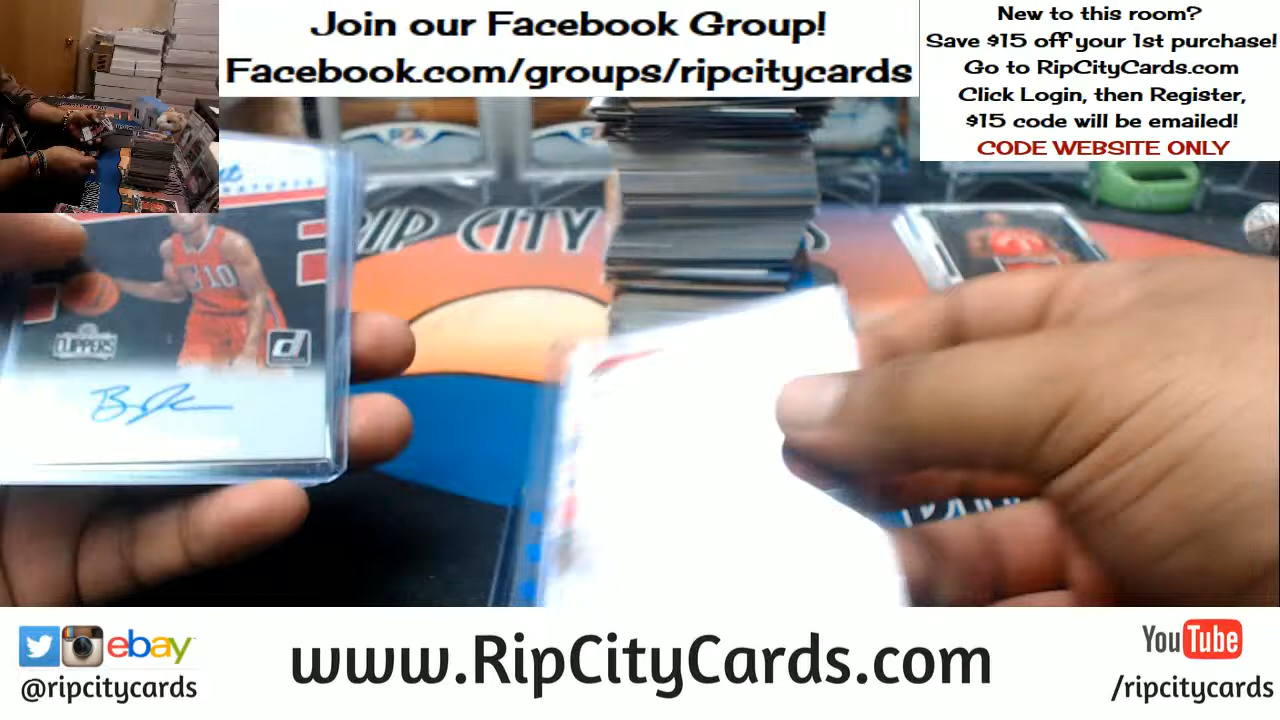 Join our Facebook Group!
Facebook.com/groups/ripcitycards
New to this room?
Save $15 off your 1st purchase!
Go to RipCityCards.com
Click Login, then Register,
$15 code will be emailed!
CODE WEBSITE ONLY
RIP CITY
10
CLIPPERS
d
ebay
@ripcitycards
www.RipCityCards.com
YouTube
/ripcitycards